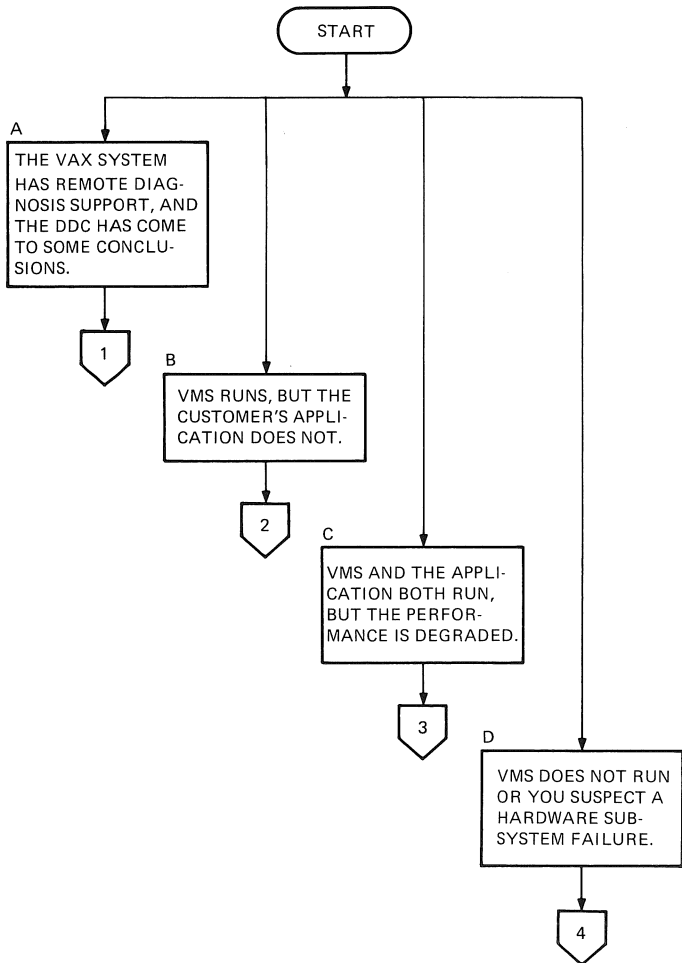 START
A
THE VAX SYSTEM
HAS REMOTE DIAG-
NOSIS SUPPORT, AND
THE DDC HAS COME
TO SOME CONCLU-
SIONS.
1
B
VMS RUNS, BUT THE
CUSTOMER'S APPLI-
CATION DOES NOT.
2
C
VMS AND THE APPLI-
CATION BOTH RUN,
BUT THE PERFOR-
MANCE IS DEGRADED.
3
D
VMS DOES NOT RUN
OR YOU SUSPECT A
HARDWARE SUB-
SYSTEM FAILURE.
4